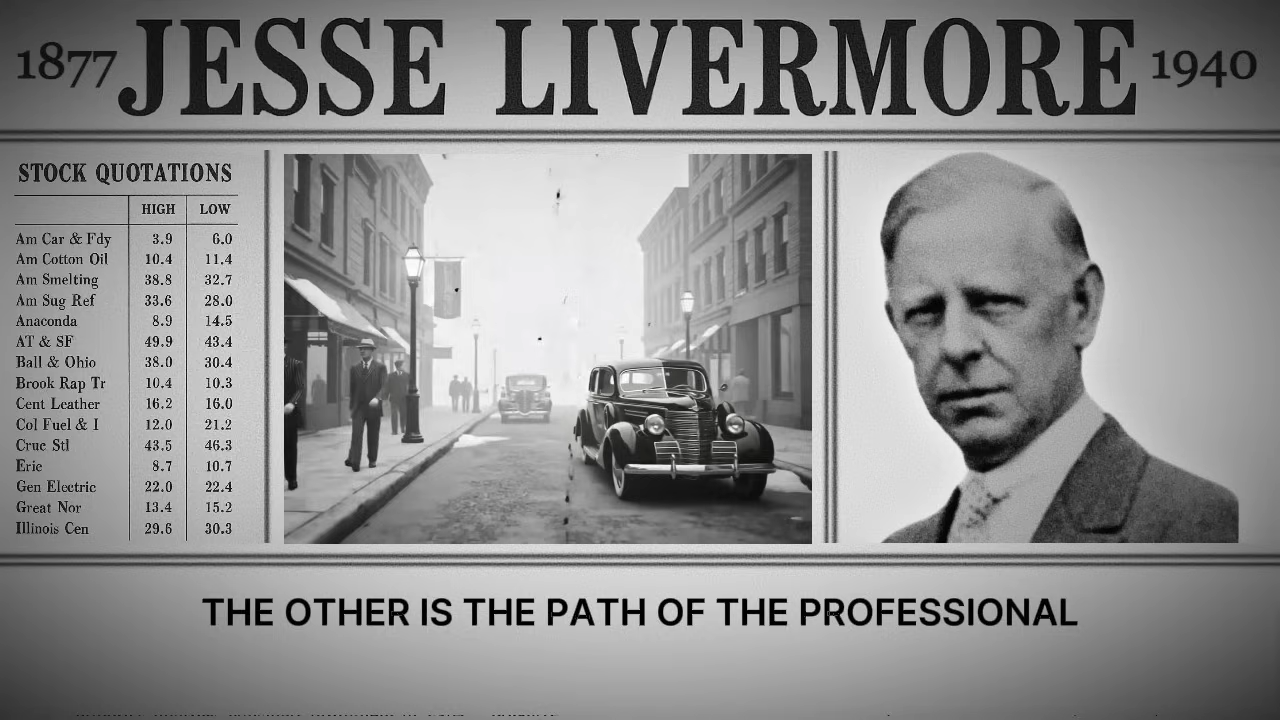 1877 JESSE LIVERMORE 1940
STOCK QUOTATIONS
HIGH LOW
Am Car & Fdy 3.9 6.0
Am Cotton Oil 10.4 11.4
Am Smelting 38.8 32.7
Am Sug Ref 33.6 28.0
Anaconda 8.9 14.5
AT & SF 49.9 43.4
Ball & Ohio 38.0 30.4
Brook Rap Tr 10.4 10.3
Cent Leather 16.2 16.0
Col Fuel & I 12.0 21.2
Cruc Stl 43.5 46.3
Erie 8.7 10.7
Gen Electric 22.0 22.4
Great Nor 13.4 15.2
Illinois Cen 29.6 30.3
THE OTHER IS THE PATH OF THE PROFESSIONAL